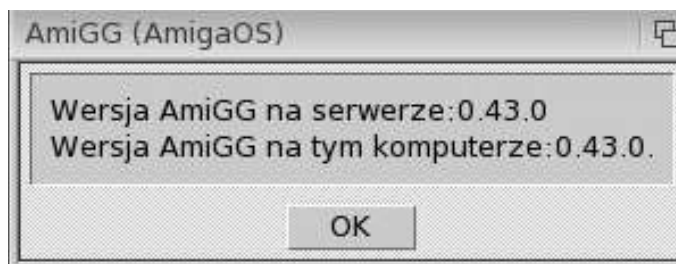 AmiGG (AmigaOS)
Wersja AmiGG na serwerze:0.43.0
Wersja AmiGG na tym komputerze:0.43.0.
OK